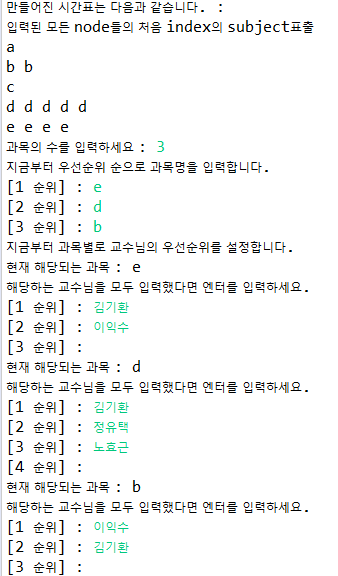 만들어진 시간표는 다음과 같습니다. :
입력된 모든 node들의 처음 index의 subject표출
a
b b
c
d d d d d
e e e e
과목의 수를 입력하세요 : 3
지금부터 우선순위 순으로 과목명을 입력합니다.
[1 순위] : e
[2 순위] : d
[3 순위] : b
지금부터 과목별로 교수님의 우선순위를 설정합니다.
현재 해당되는 과목 : e
해당하는 교수님을 모두 입력했다면 엔터를 입력하세요.
[1 순위] : 김기환
[2 순위] : 이익수
[3 순위] :
현재 해당되는 과목 : d
해당하는 교수님을 모두 입력했다면 엔터를 입력하세요.
[1 순위] : 김기환
[2 순위] : 정유택
[3 순위] : 노효근
[4 순위] :
현재 해당되는 과목 : b
해당하는 교수님을 모두 입력했다면 엔터를 입력하세요.
[1 순위] : 이익수
[2 순위] : 김기환
[3 순위] :